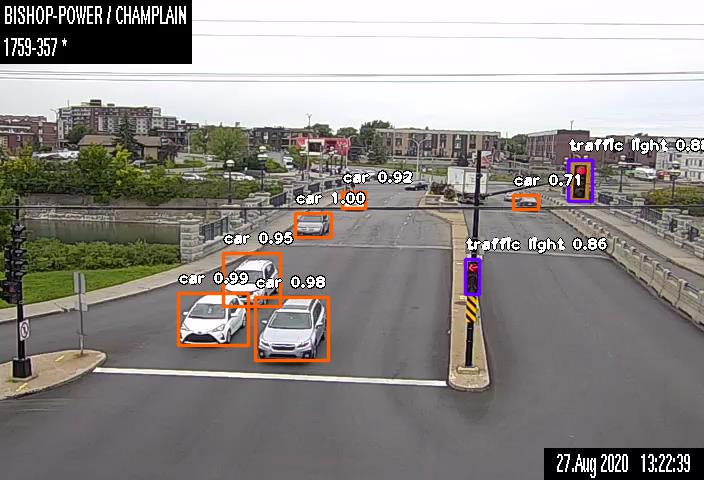 BISHOP-POWER / CHAMPLAIN
1759-357 *
traffic light 0.88
car 0.92
car 0.71
car 1.00
car 0.95
traffic light 0.86
car 0.99
car 0.98
27.Aug 2020 13:22:39